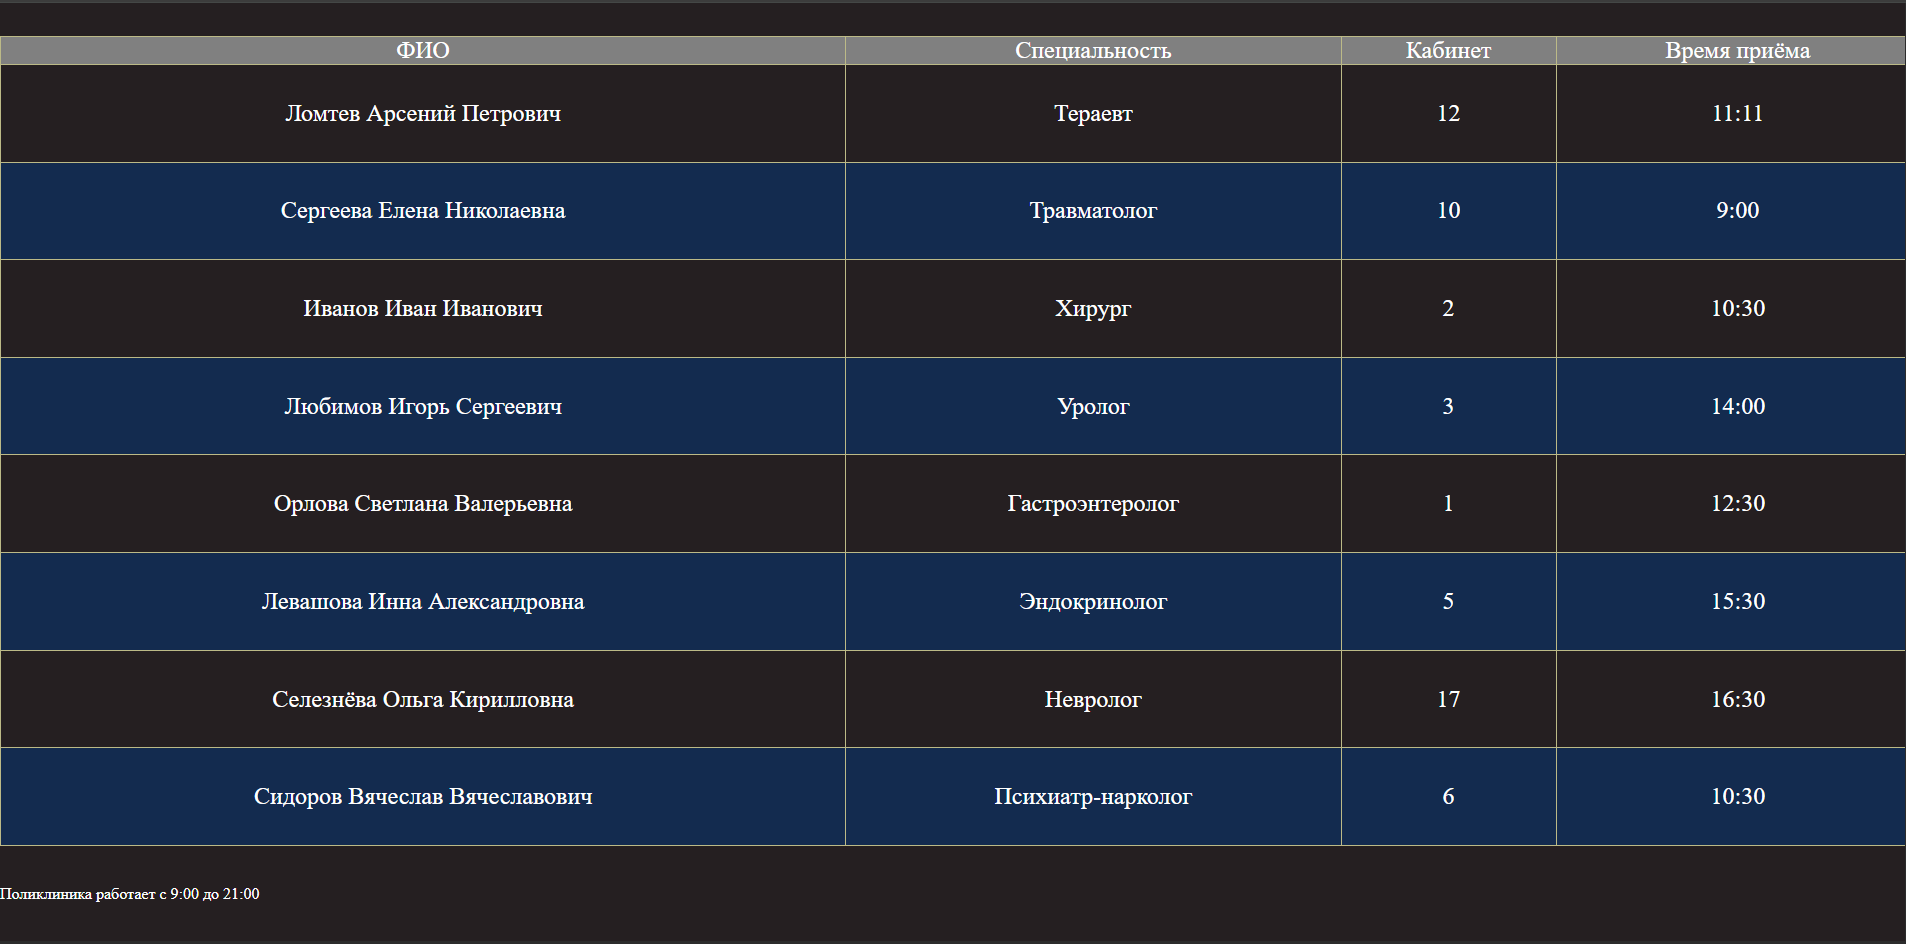 ФИО Специальность Кабинет Время приёма
Ломтев Арсений Петрович Тераевт 12 11:11
Сергеева Елена Николаевна Травматолог 10 9:00
Иванов Иван Иванович Хирург 2 10:30
Любимов Игорь Сергеевич Уролог 3 14:00
Орлова Светлана Валерьевна Гастроэнтеролог 1 12:30
Левашова Инна Александровна Эндокринолог 5 15:30
Селезнёва Ольга Кирилловна Невролог 17 16:30
Сидоров Вячеслав Вячеславович Психиатр-нарколог 6 10:30
Поликлиника работает с 9:00 до 21:00